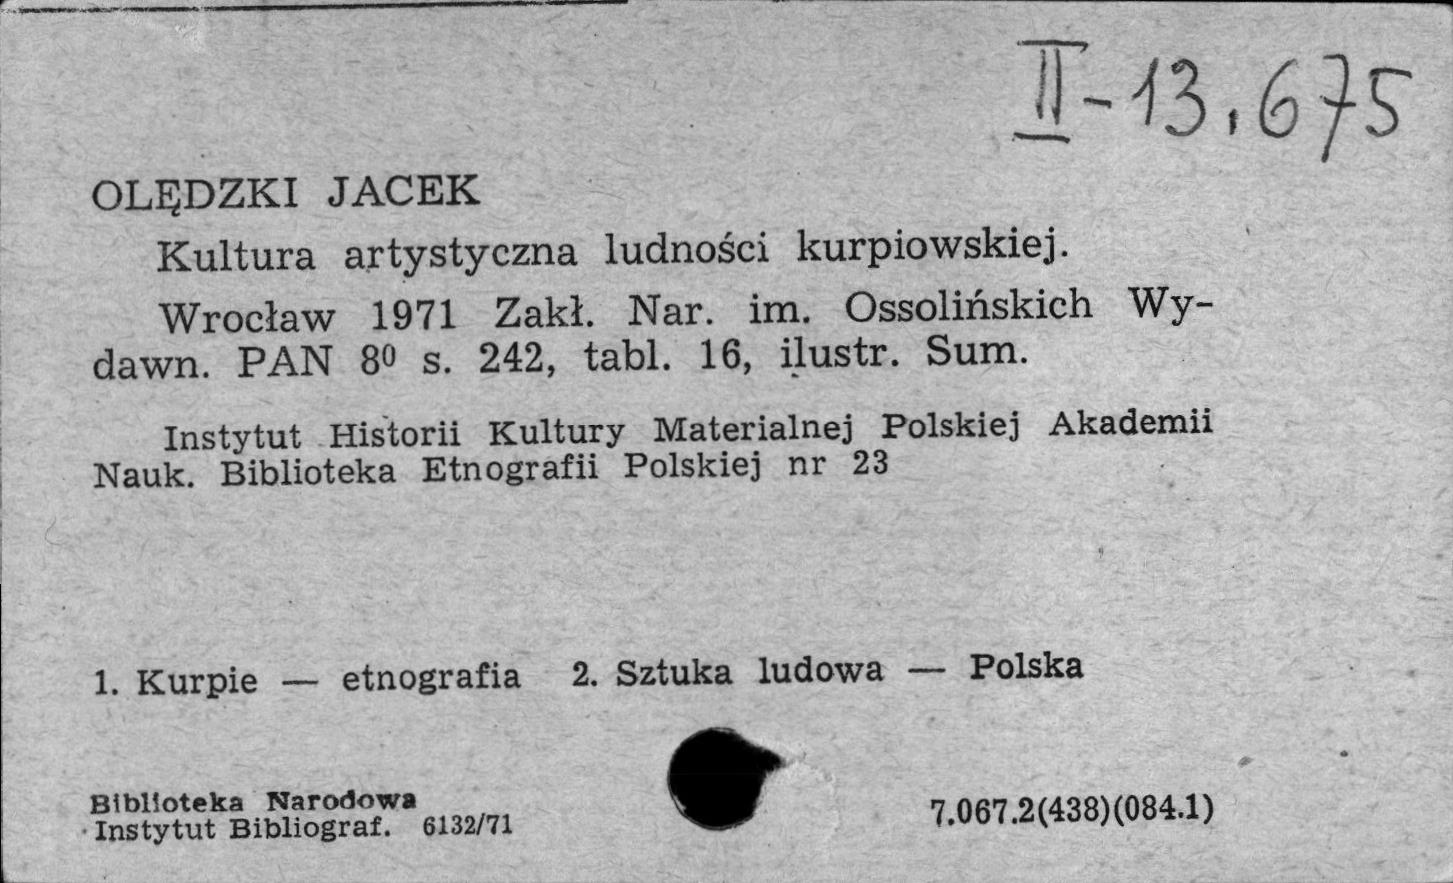 II-13.675
OLĘDZKI JACEK
Kultura artystyczna ludności kurpiowskiej.
Wrocław 1971 Zakł. Nar. im. Ossolińskich Wy-
dawn. PAN 8⁰ s. 242, tabl. 16, ilustr. Sum.
Instytut Historii Kultury Materialnej Polskiej Akademii
Nauk. Biblioteka Etnografii Polskiej nr 23
1. Kurpie — etnografia 2. Sztuka ludowa — Polska
Biblioteka Narodowa
Instytut Bibliograf. 6132/71
7.067.2(438)(084.1)